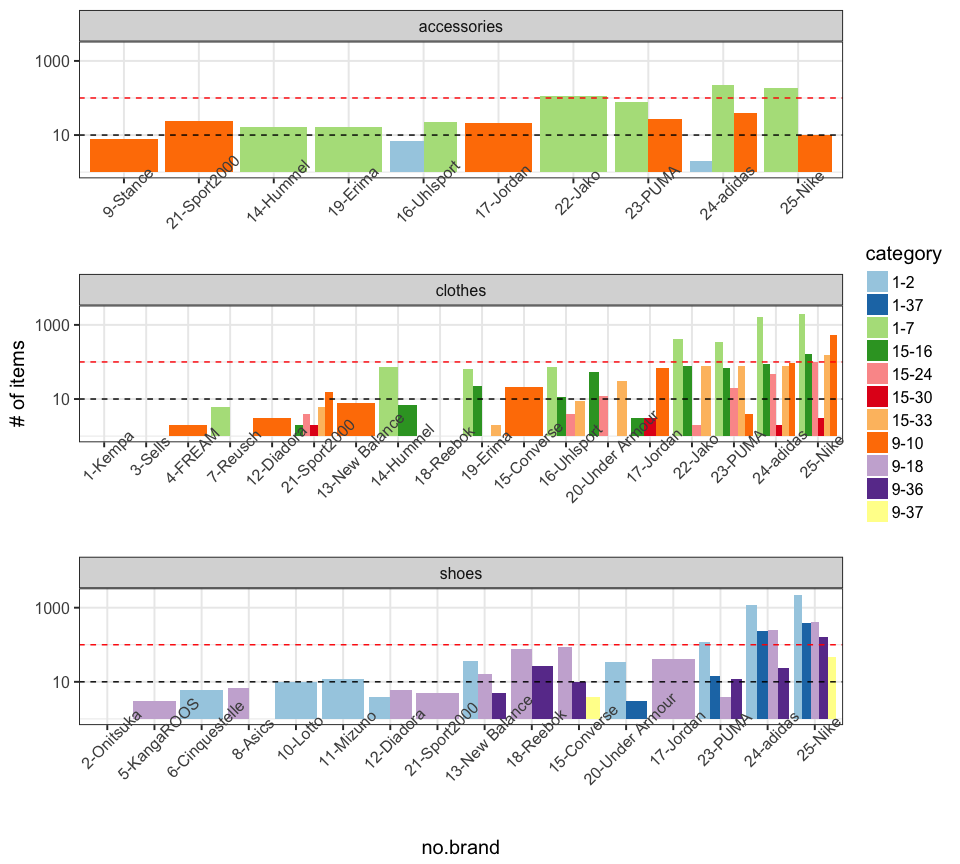 accessories
1000
10
9-Stance
21-Sport2000
14-Hummel
19-Erima
16-Uhlsport
17-Jordan
22-Jako
23-PUMA
24-adidas
25-Nike
category
1-2
1-37
1-7
15-16
15-24
15-30
15-33
9-10
9-18
9-36
9-37
# of items
clothes
1000
10
1-Kempa
3-Sells
4-FREAM
7-Reusch
12-Diadora
21-Sport2000
13-New Balance
14-Hummel
18-Reebok
19-Erima
15-Converse
16-Uhlsport
20-Under Armour
17-Jordan
22-Jako
23-PUMA
24-adidas
25-Nike
shoes
1000
10
2-Onitsuka
5-KangaROOS
6-Cinquestelle
8-Asics
10-Lotto
11-Mizuno
12-Diadora
21-Sport2000
13-New Balance
18-Reebok
15-Converse
20-Under Armour
17-Jordan
23-PUMA
24-adidas
25-Nike
no.brand